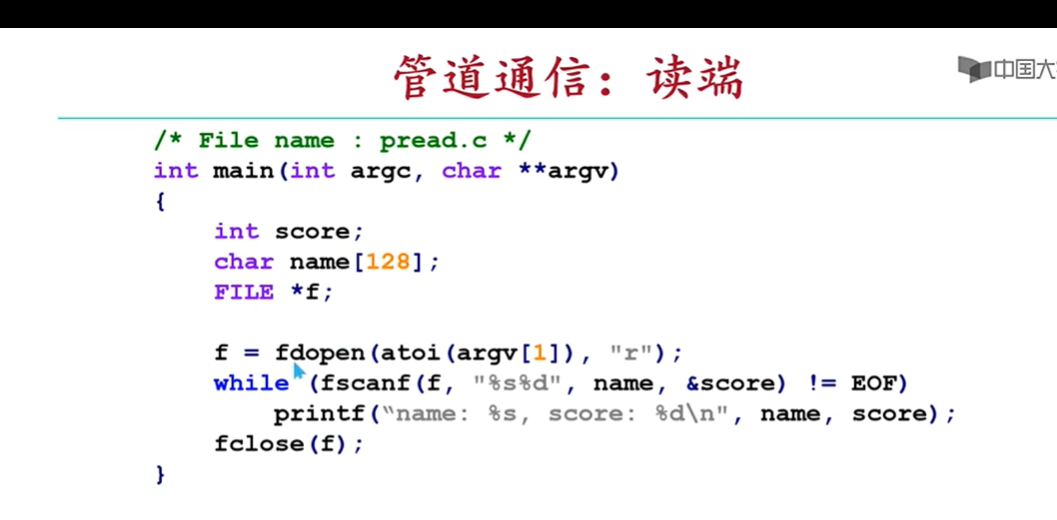 管道通信：读端
中国大
/* File name : pread.c */
int main(int argc, char **argv)
{
    int score;
    char name[128];
    FILE *f;
    f = fdopen(atoi(argv[1]), "r");
    while (fscanf(f, "%s%d", name, &score) != EOF)
        printf(“name: %s, score: %d\n", name, score);
    fclose(f);
}